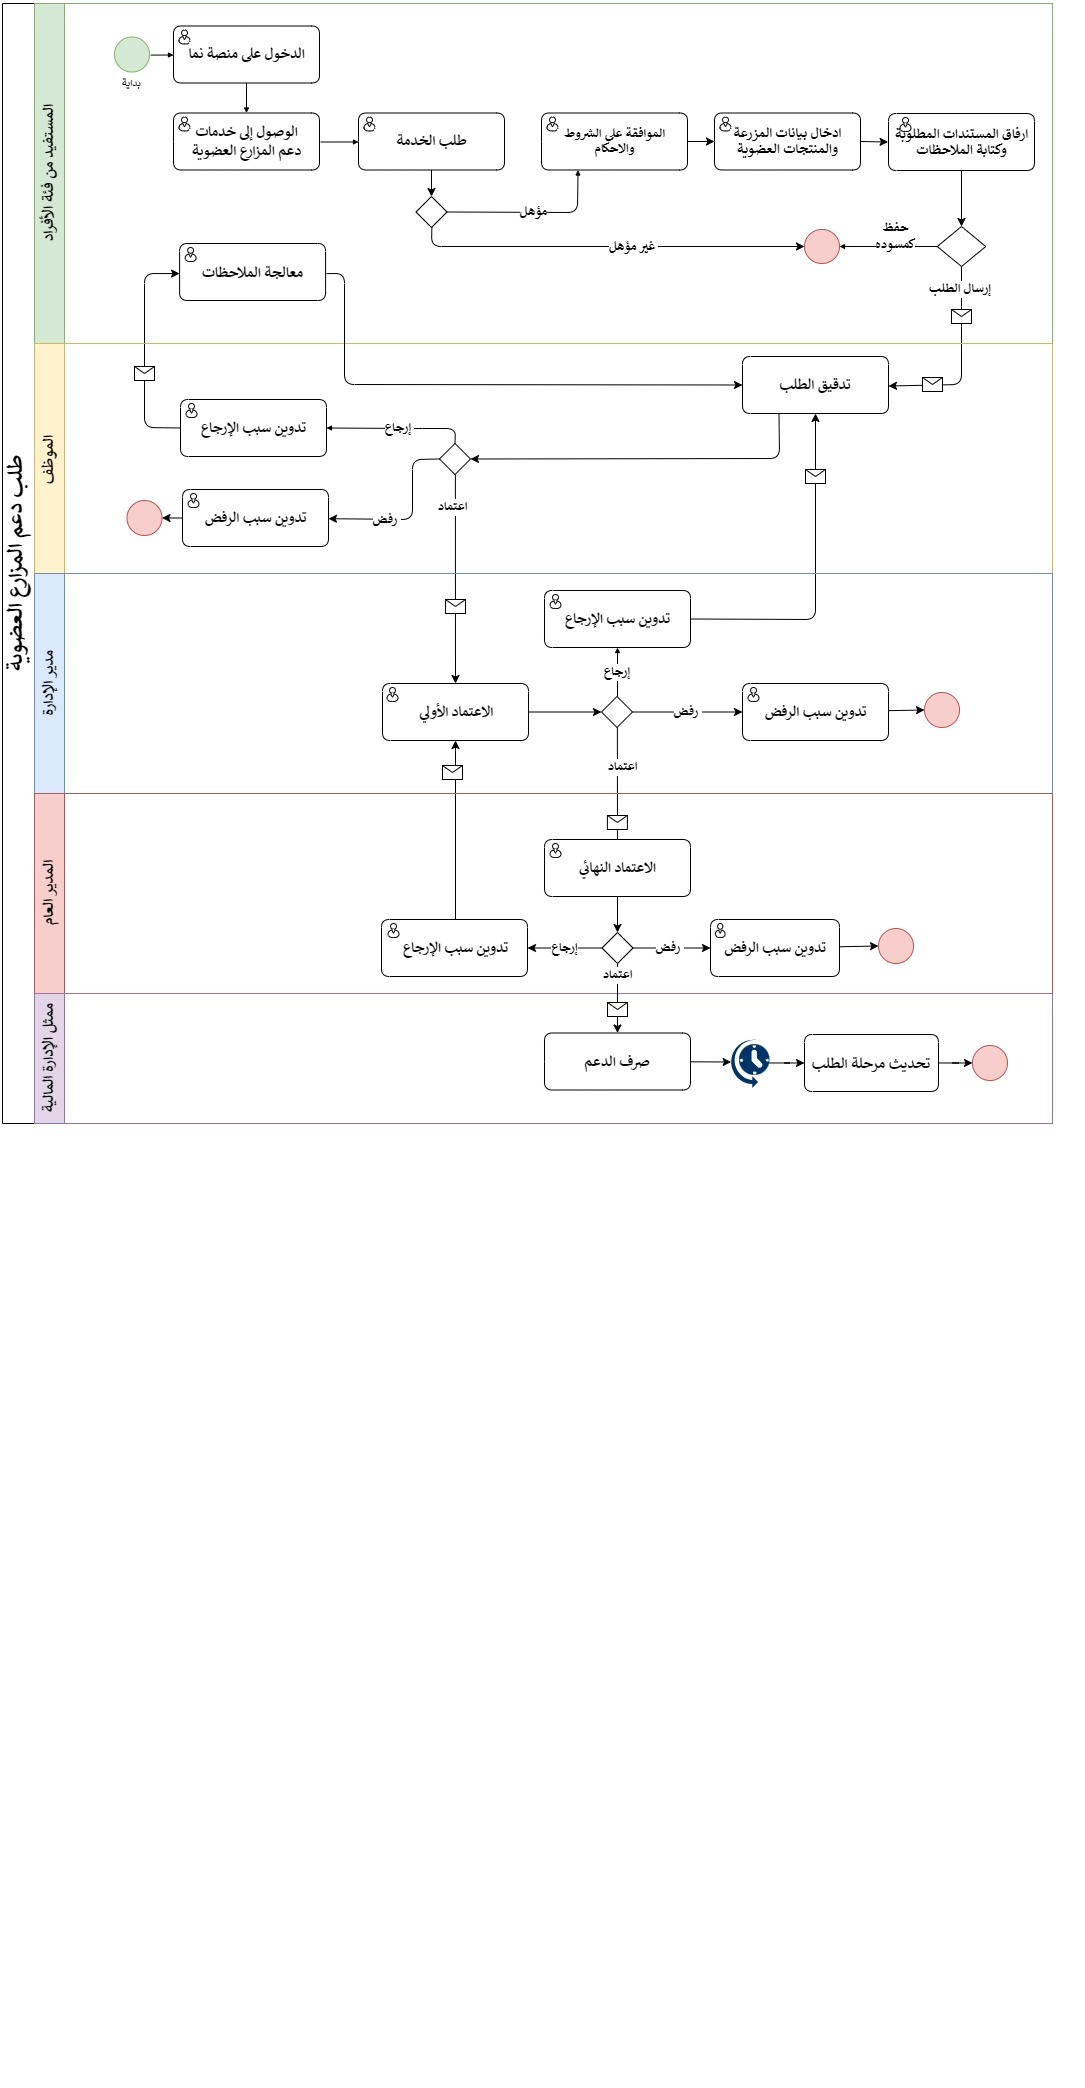 طلب دعم المزارع العضوية
المستفيد من فئة الأفراد
بداية
الدخول على منصة نما
الوصول إلى خدمات
دعم المزارع العضوية
طلب الخدمة
الموافقة على الشروط
والاحكام
ادخال بيانات المزرعة
والمنتجات العضوية
ارفاق المستندات المطلوبة
وكتابة الملاحظات
مؤهل
غير مؤهل
حفظ
كمسوده
إرسال الطلب
معالجة الملاحظات
الموظف
تدقيق الطلب
إرجاع
تدوين سبب الإرجاع
رفض
تدوين سبب الرفض
اعتماد
مدير الإدارة
تدوين سبب الإرجاع
إرجاع
الاعتماد الأولي
رفض
تدوين سبب الرفض
اعتماد
المدير العام
الاعتماد النهائي
إرجاع
تدوين سبب الإرجاع
رفض
تدوين سبب الرفض
اعتماد
ممثل الإدارة المالية
صرف الدعم
تحديث مرحلة الطلب